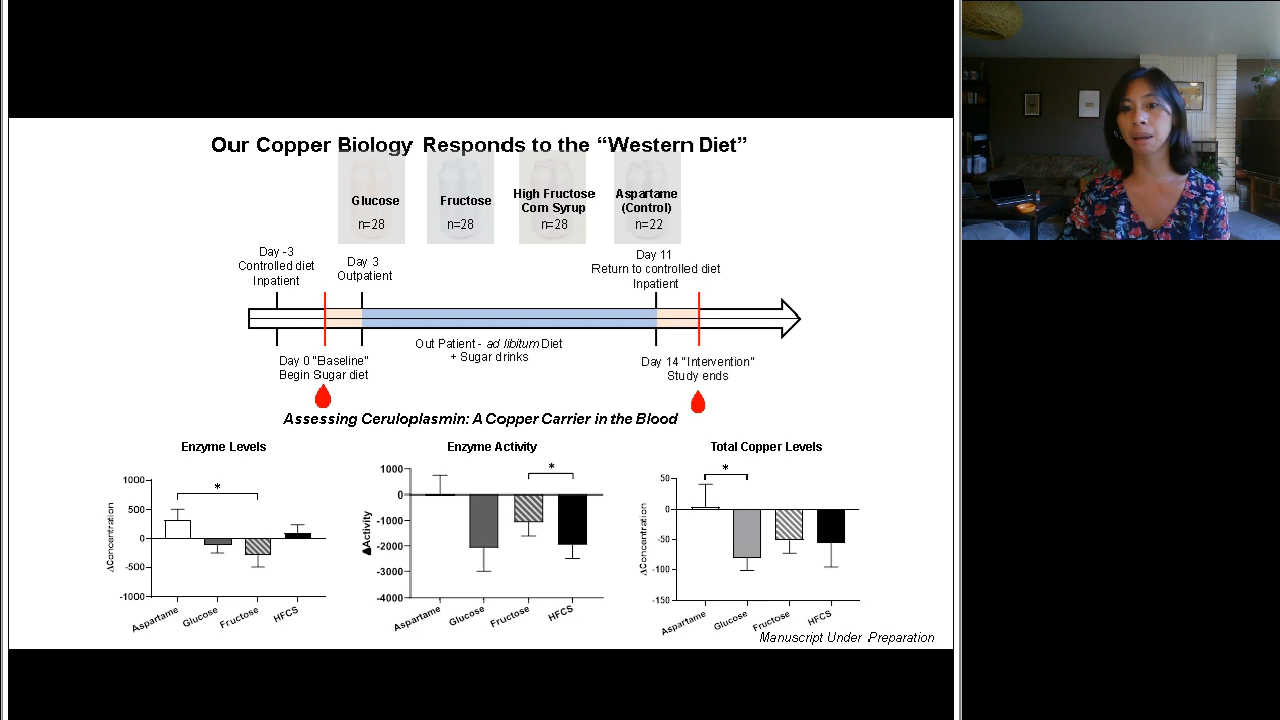 Our Copper Biology Responds to the “Western Diet”
Glucose
n=28
Fructose
n=28
High Fructose
Corn Syrup
n=28
Aspartame
(Control)
n=22
Day -3
Controlled diet
Inpatient
Day 3
Outpatient
Day 11
Return to controlled diet
Inpatient
Out Patient - ad libitum Diet
+ Sugar drinks
Day 0 "Baseline"
Begin Sugar diet
Day 14 "Intervention"
Study ends
Assessing Ceruloplasmin: A Copper Carrier in the Blood
Enzyme Levels
*
1000
500
0
-500
-1000
ΔConcentration
Aspartame
Glucose
Fructose
HFCS
Enzyme Activity
*
1000
0
-1000
-2000
-3000
-4000
ΔActivity
Aspartame
Glucose
Fructose
HFCS
Total Copper Levels
*
50
0
-50
-100
-150
ΔConcentration
Aspartame
Glucose
Fructose
HFCS
Manuscript Under Preparation